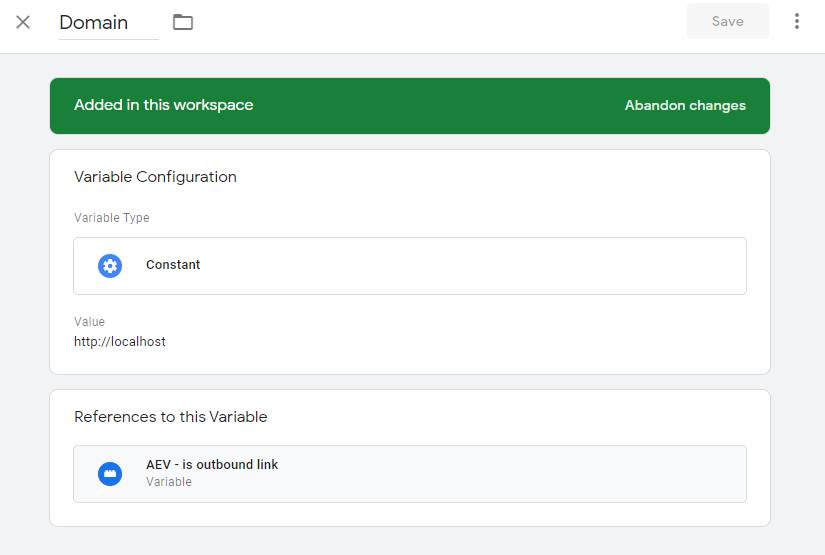 Domain
Save
Added in this workspace
Abandon changes
Variable Configuration
Variable Type
Constant
Value
http://localhost
References to this Variable
AEV - is outbound link
Variable